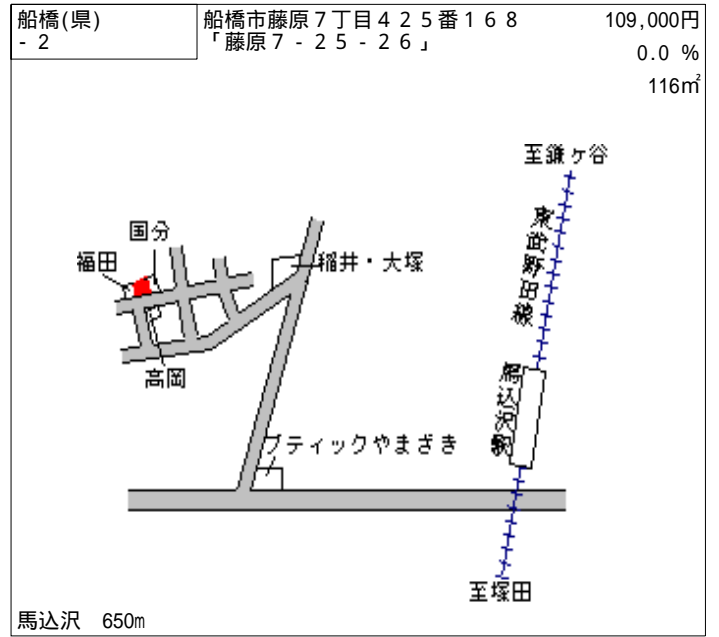 船橋(県)
- 2
船橋市藤原７丁目４２５番１６８
「藤原７－２５－２６」
109,000円
0.0 %
116㎡
至鎌ヶ谷
東武野田線
国分
福田
稲井・大塚
高岡
馬込沢駅
ブティックやまざき
至塚田
馬込沢 650m